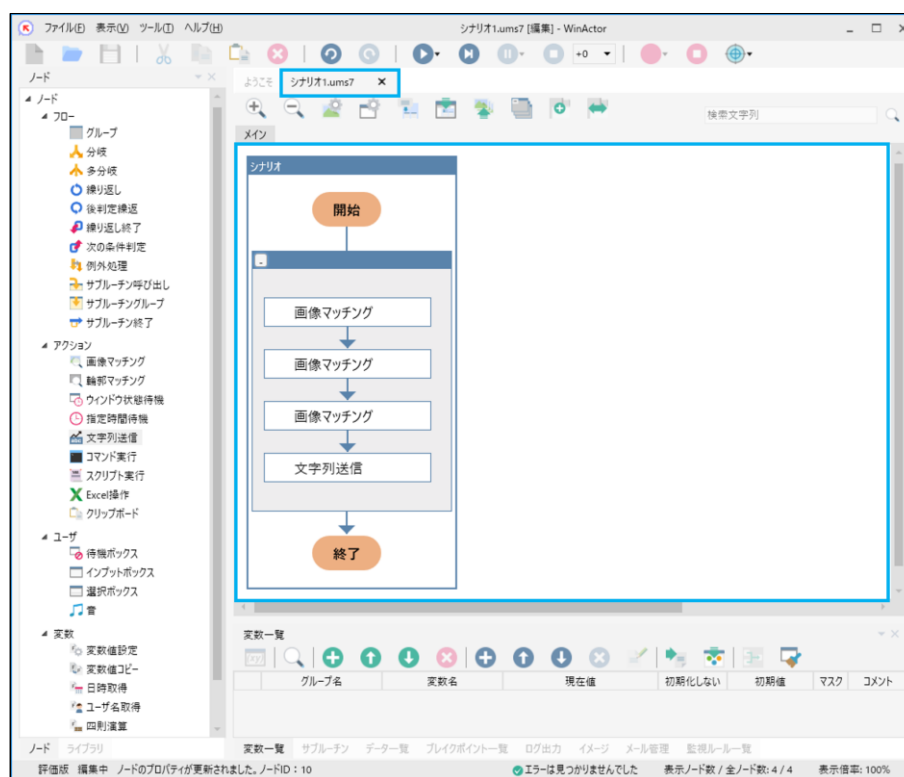 ファイル(F) 表示(V) ツール(T) ヘルプ(H)
シナリオ1.ums7 [編集] - WinActor
+0
ノード
ようこそ
シナリオ1.ums7
検索文字列
メイン
ノード
フロー
グループ
分岐
多分岐
繰り返し
後判定繰返
繰り返し終了
次の条件判定
例外処理
サブルーチン呼び出し
サブルーチングループ
サブルーチン終了
アクション
画像マッチング
輪郭マッチング
ウィンドウ状態待機
指定時間待機
文字列送信
コマンド実行
スクリプト実行
Excel操作
クリップボード
ユーザ
待機ボックス
インプットボックス
選択ボックス
音
変数
変数値設定
変数値コピー
日時取得
ユーザ名取得
四則演算
ノード ライブラリ
シナリオ
開始
画像マッチング
画像マッチング
画像マッチング
文字列送信
終了
変数一覧
グループ名 変数名 現在値 初期化しない 初期値 マスク コメント
変数一覧 サブルーチン データ一覧 ブレイクポイント一覧 ログ出力 イメージ メール管理 監視ルール一覧
評価版 編集中 ノードのプロパティが更新されました。ノードID : 10
エラーは見つかりませんでした 表示ノード数 / 全ノード数: 4 / 4 表示倍率: 100%